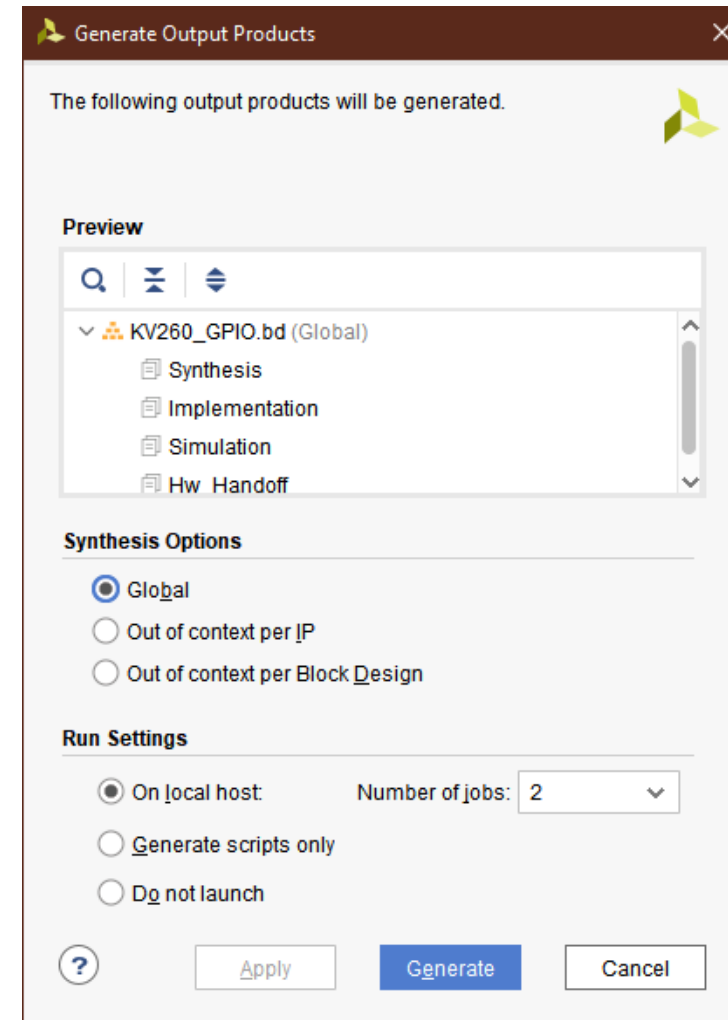 Generate Output Products
The following output products will be generated.
Preview
KV260_GPIO.bd (Global)
Synthesis
Implementation
Simulation
Hw_Handoff
Synthesis Options
Global
Out of context per IP
Out of context per Block Design
Run Settings
On local host: Number of jobs: 2
Generate scripts only
Do not launch
? Apply Generate Cancel